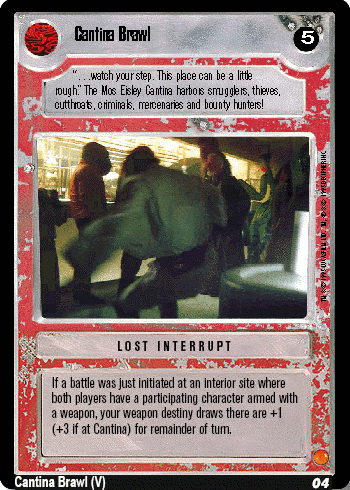 Cantina Brawl
5
"...watch your step. This place can be a little
rough." The Mos Eisley Cantina harbors smugglers, thieves,
cutthroats, criminals, mercenaries and bounty hunters!
LOST INTERRUPT
If a battle was just initiated at an interior site where
both players have a participating character armed with
a weapon, your weapon destiny draws there are +1
(+3 if at Cantina) for remainder of turn.
Cantina Brawl (V)
04